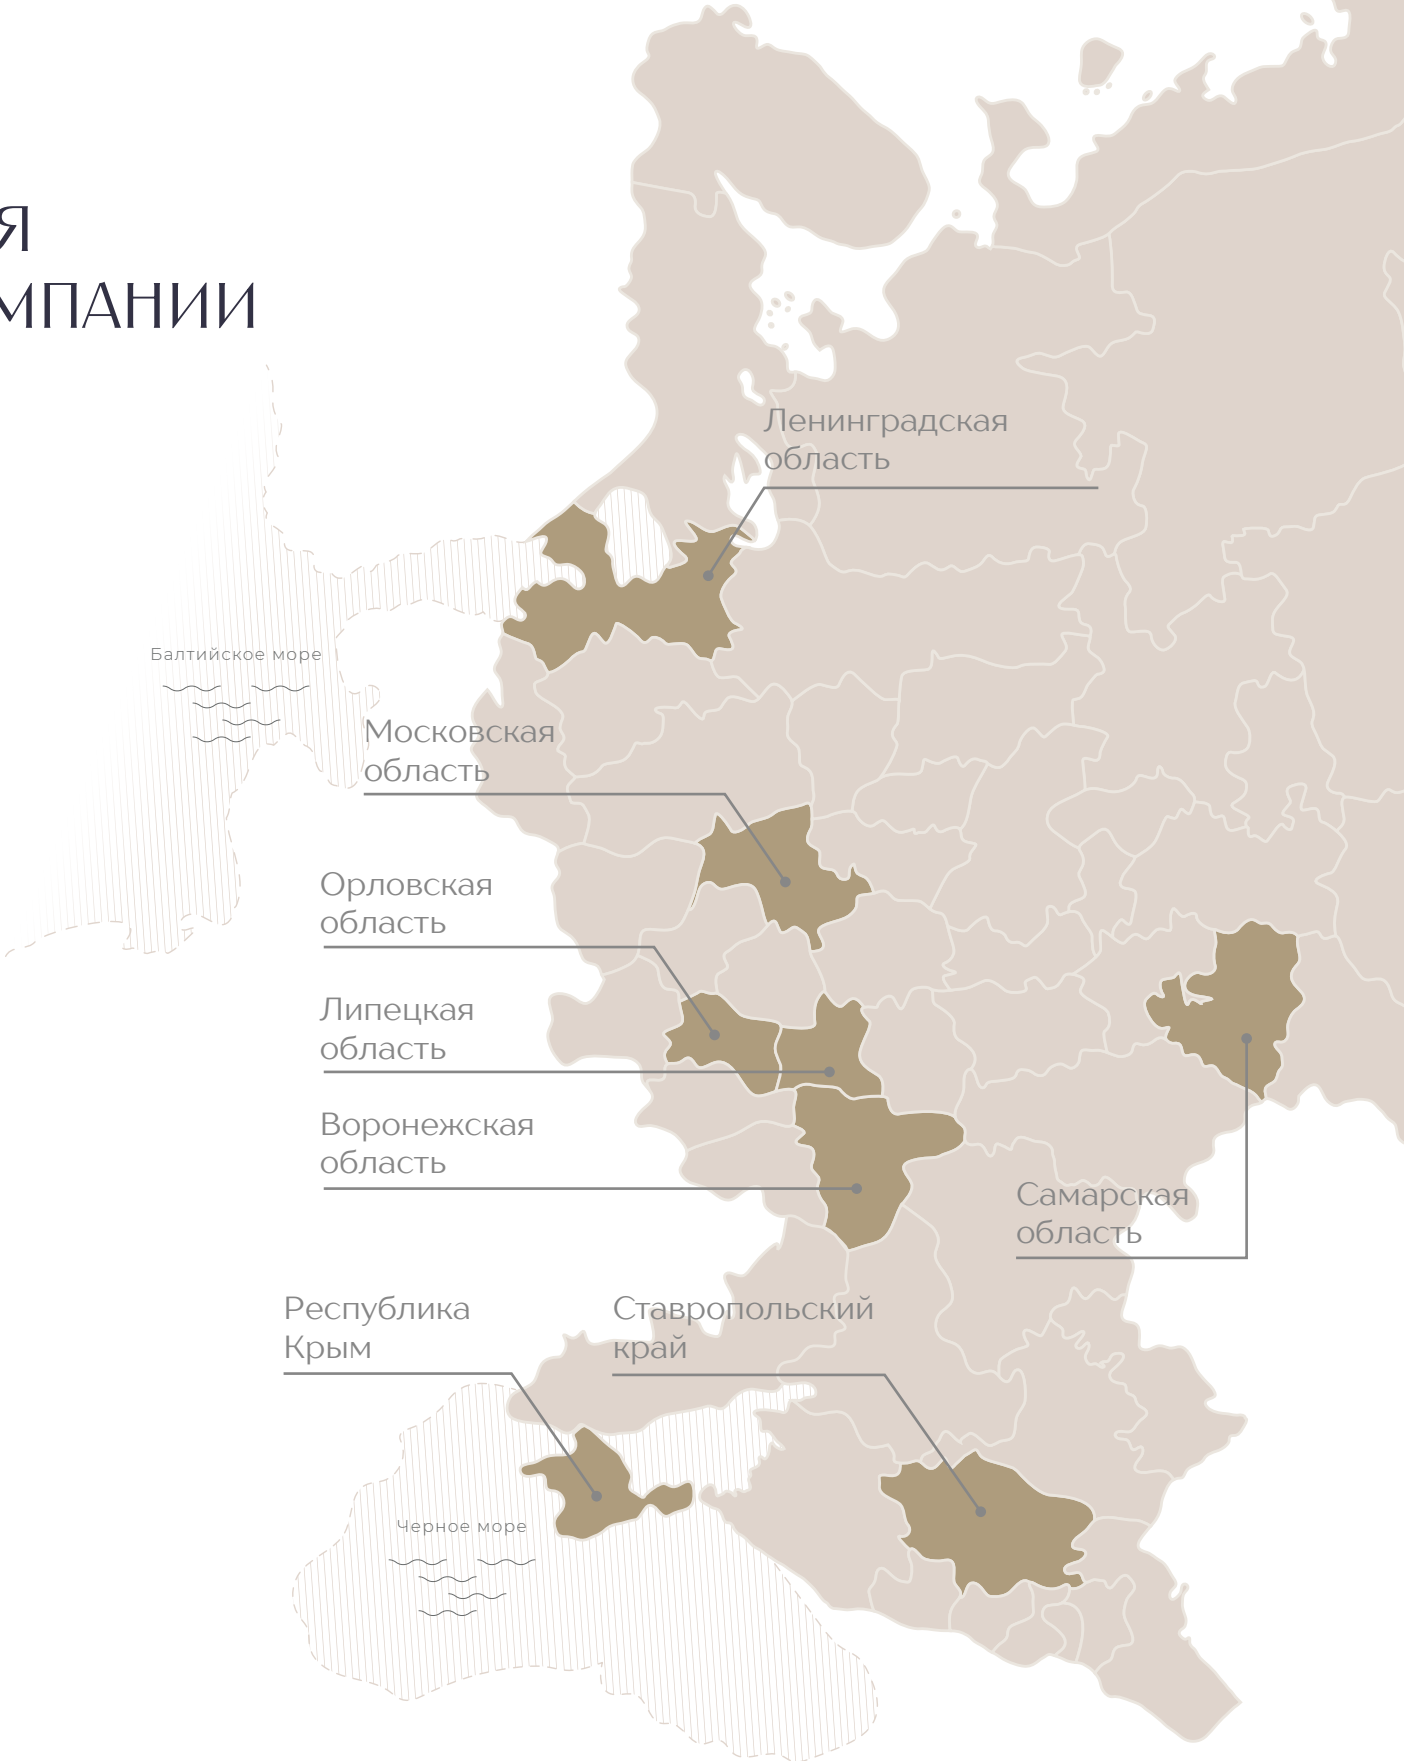 Я
МПАНИИ
Ленинградская
область
Балтийское море
Московская
область
Орловская
область
Липецкая
область
Воронежская
область
Самарская
область
Республика
Крым
Ставропольский
край
Черное море